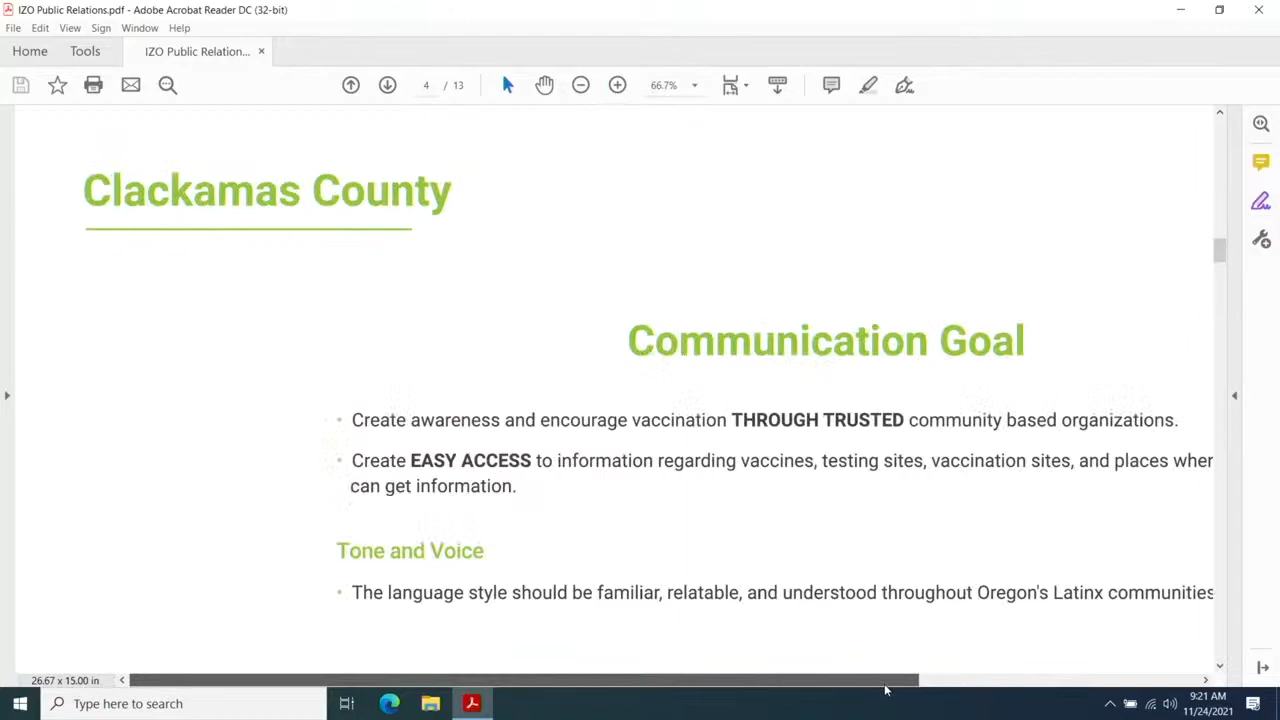 IZO Public Relations.pdf - Adobe Acrobat Reader DC (32-bit)
File Edit View Sign Window Help
Home Tools IZO Public Relation... ×
4 / 13 66.7%
Clackamas County
Communication Goal
• Create awareness and encourage vaccination THROUGH TRUSTED community based organizations.
• Create EASY ACCESS to information regarding vaccines, testing sites, vaccination sites, and places wher
can get information.
Tone and Voice
• The language style should be familiar, relatable, and understood throughout Oregon's Latinx communities
26.67 x 15.00 in
Type here to search
9:21 AM
11/24/2021